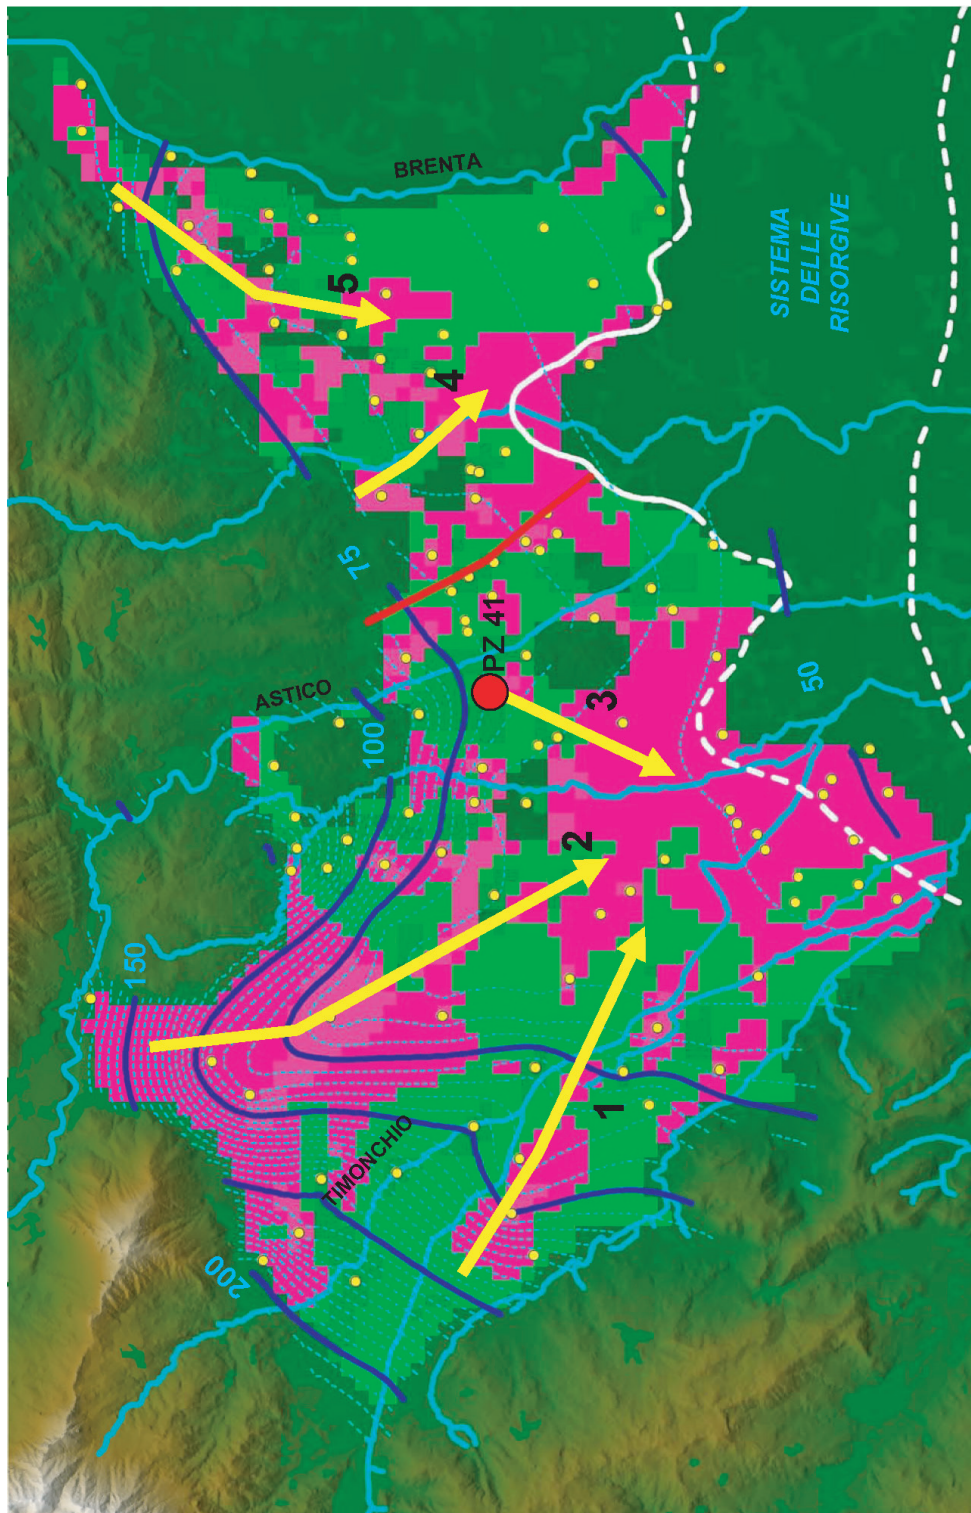 BRENTA
SISTEMA
DELLE
RISORGIVE
5
4
75
PZ 41
ASTICO
3
50
100
2
150
1
TIMONCHIO
200